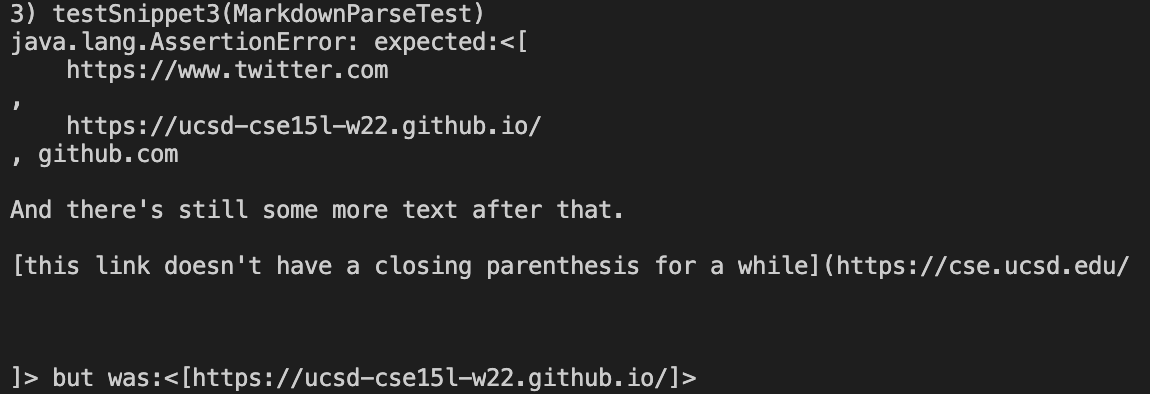 3) testSnippet3(MarkdownParseTest)
java.lang.AssertionError: expected:<[
    https://www.twitter.com
,
    https://ucsd-cse15l-w22.github.io/
, github.com
And there's still some more text after that.
[this link doesn't have a closing parenthesis for a while](https://cse.ucsd.edu/
]> but was:<[https://ucsd-cse15l-w22.github.io/]>